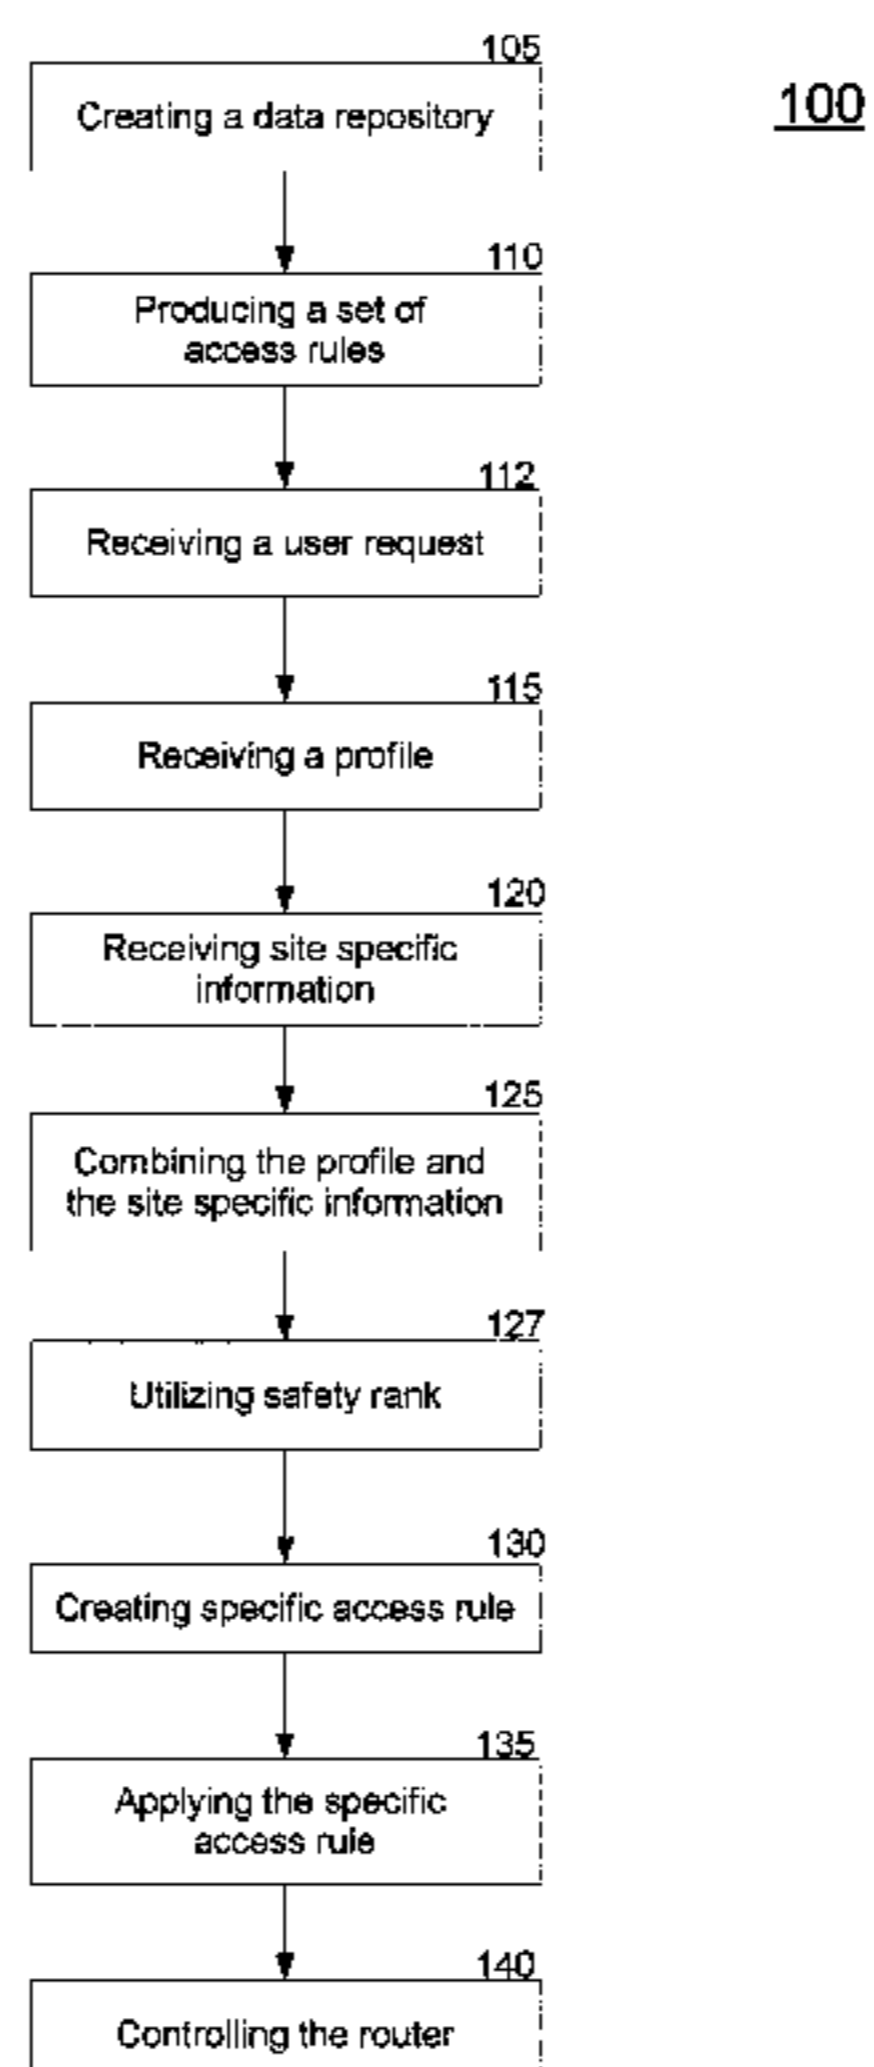 105
100
Creating a data repository
110
Producing a set of
access rules
112
Receiving a user request
115
Receiving a profile
120
Receiving site specific
information
125
Combining the profile and
the site specific information
127
Utilizing safety rank
130
Creating specific access rule
135
Applying the specific
access rule
140
Controlling the router